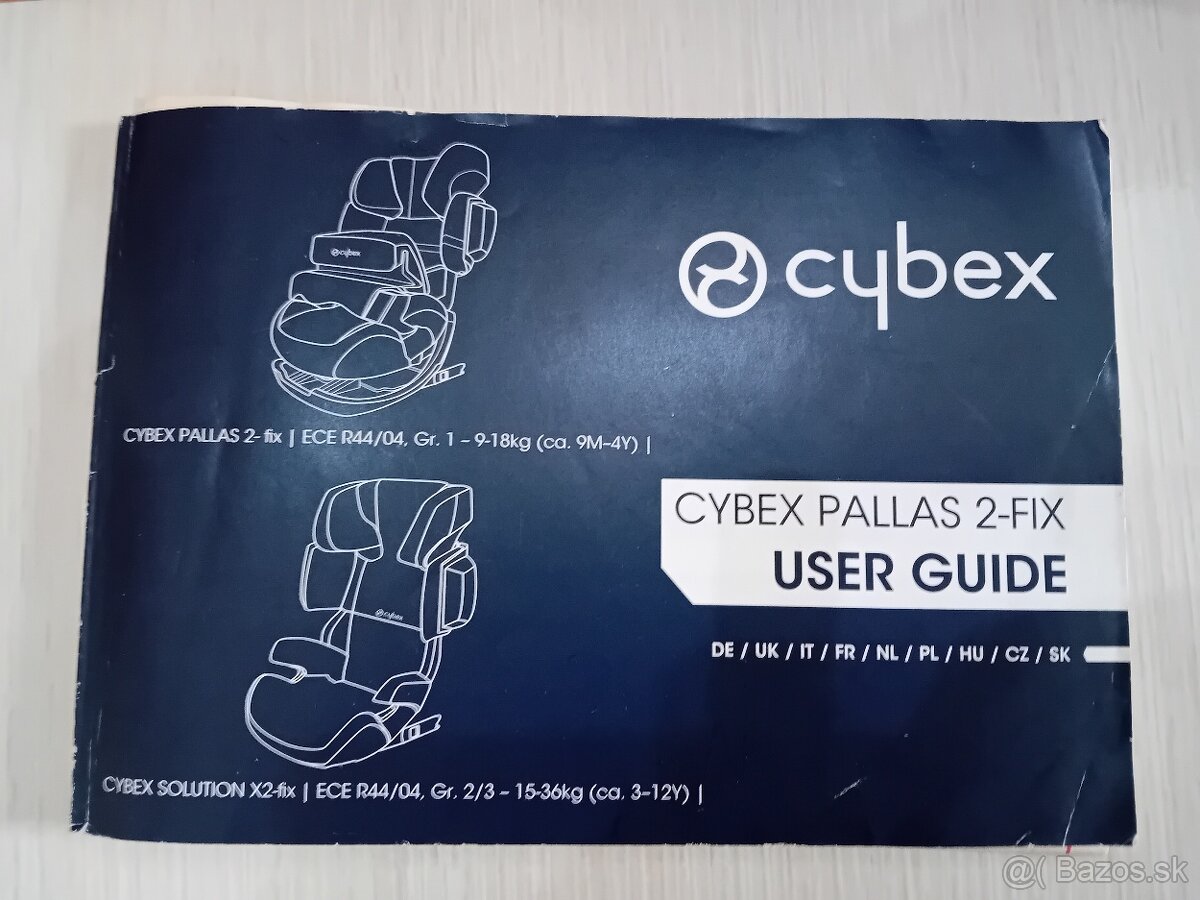 cybex
cybex
CYBEX PALLAS 2- fix | ECE R44/04, Gr. 1 – 9-18kg (ca. 9M–4Y) |
CYBEX PALLAS 2-FIX
USER GUIDE
DE / UK / IT / FR / NL / PL / HU / CZ / SK
cybex
CYBEX SOLUTION X2-fix | ECE R44/04, Gr. 2/3 – 15-36kg (ca. 3–12Y) |
@( Bazos.sk